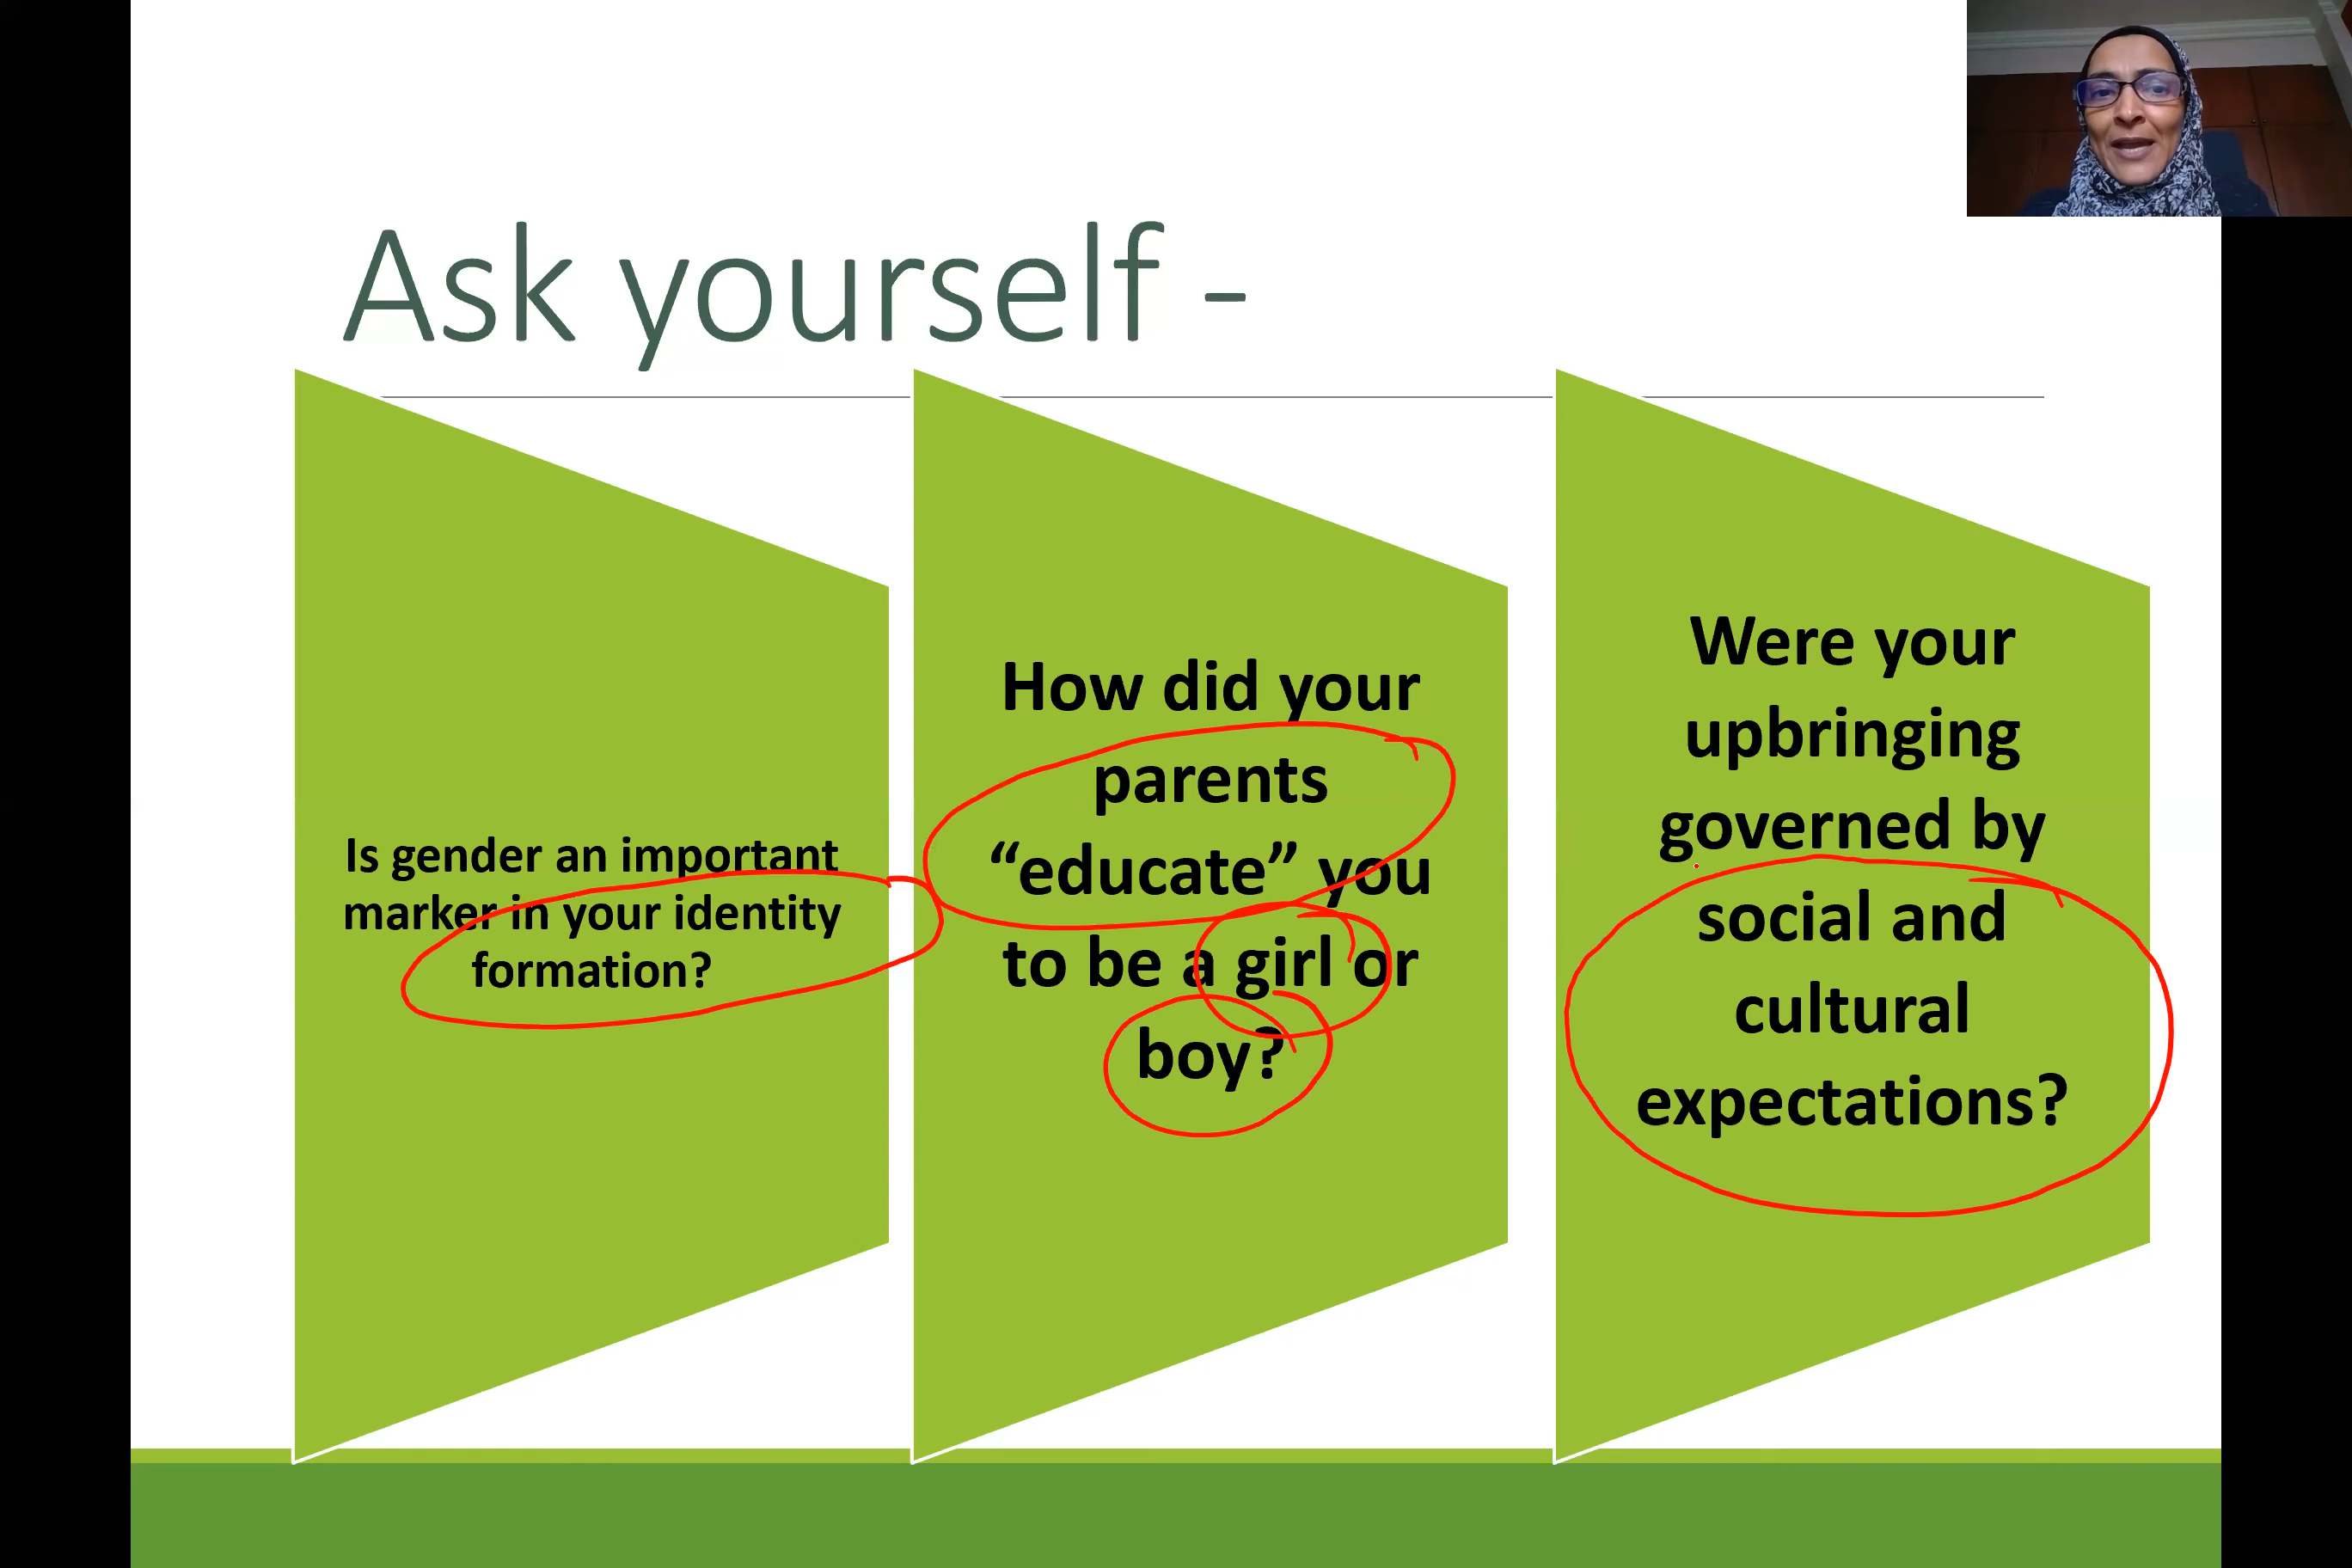 Ask yourself -
Is gender an important
marker in your identity
formation?
How did your
parents
“educate” you
to be a girl or
boy?
Were your
upbringing
governed by
social and
cultural
expectations?